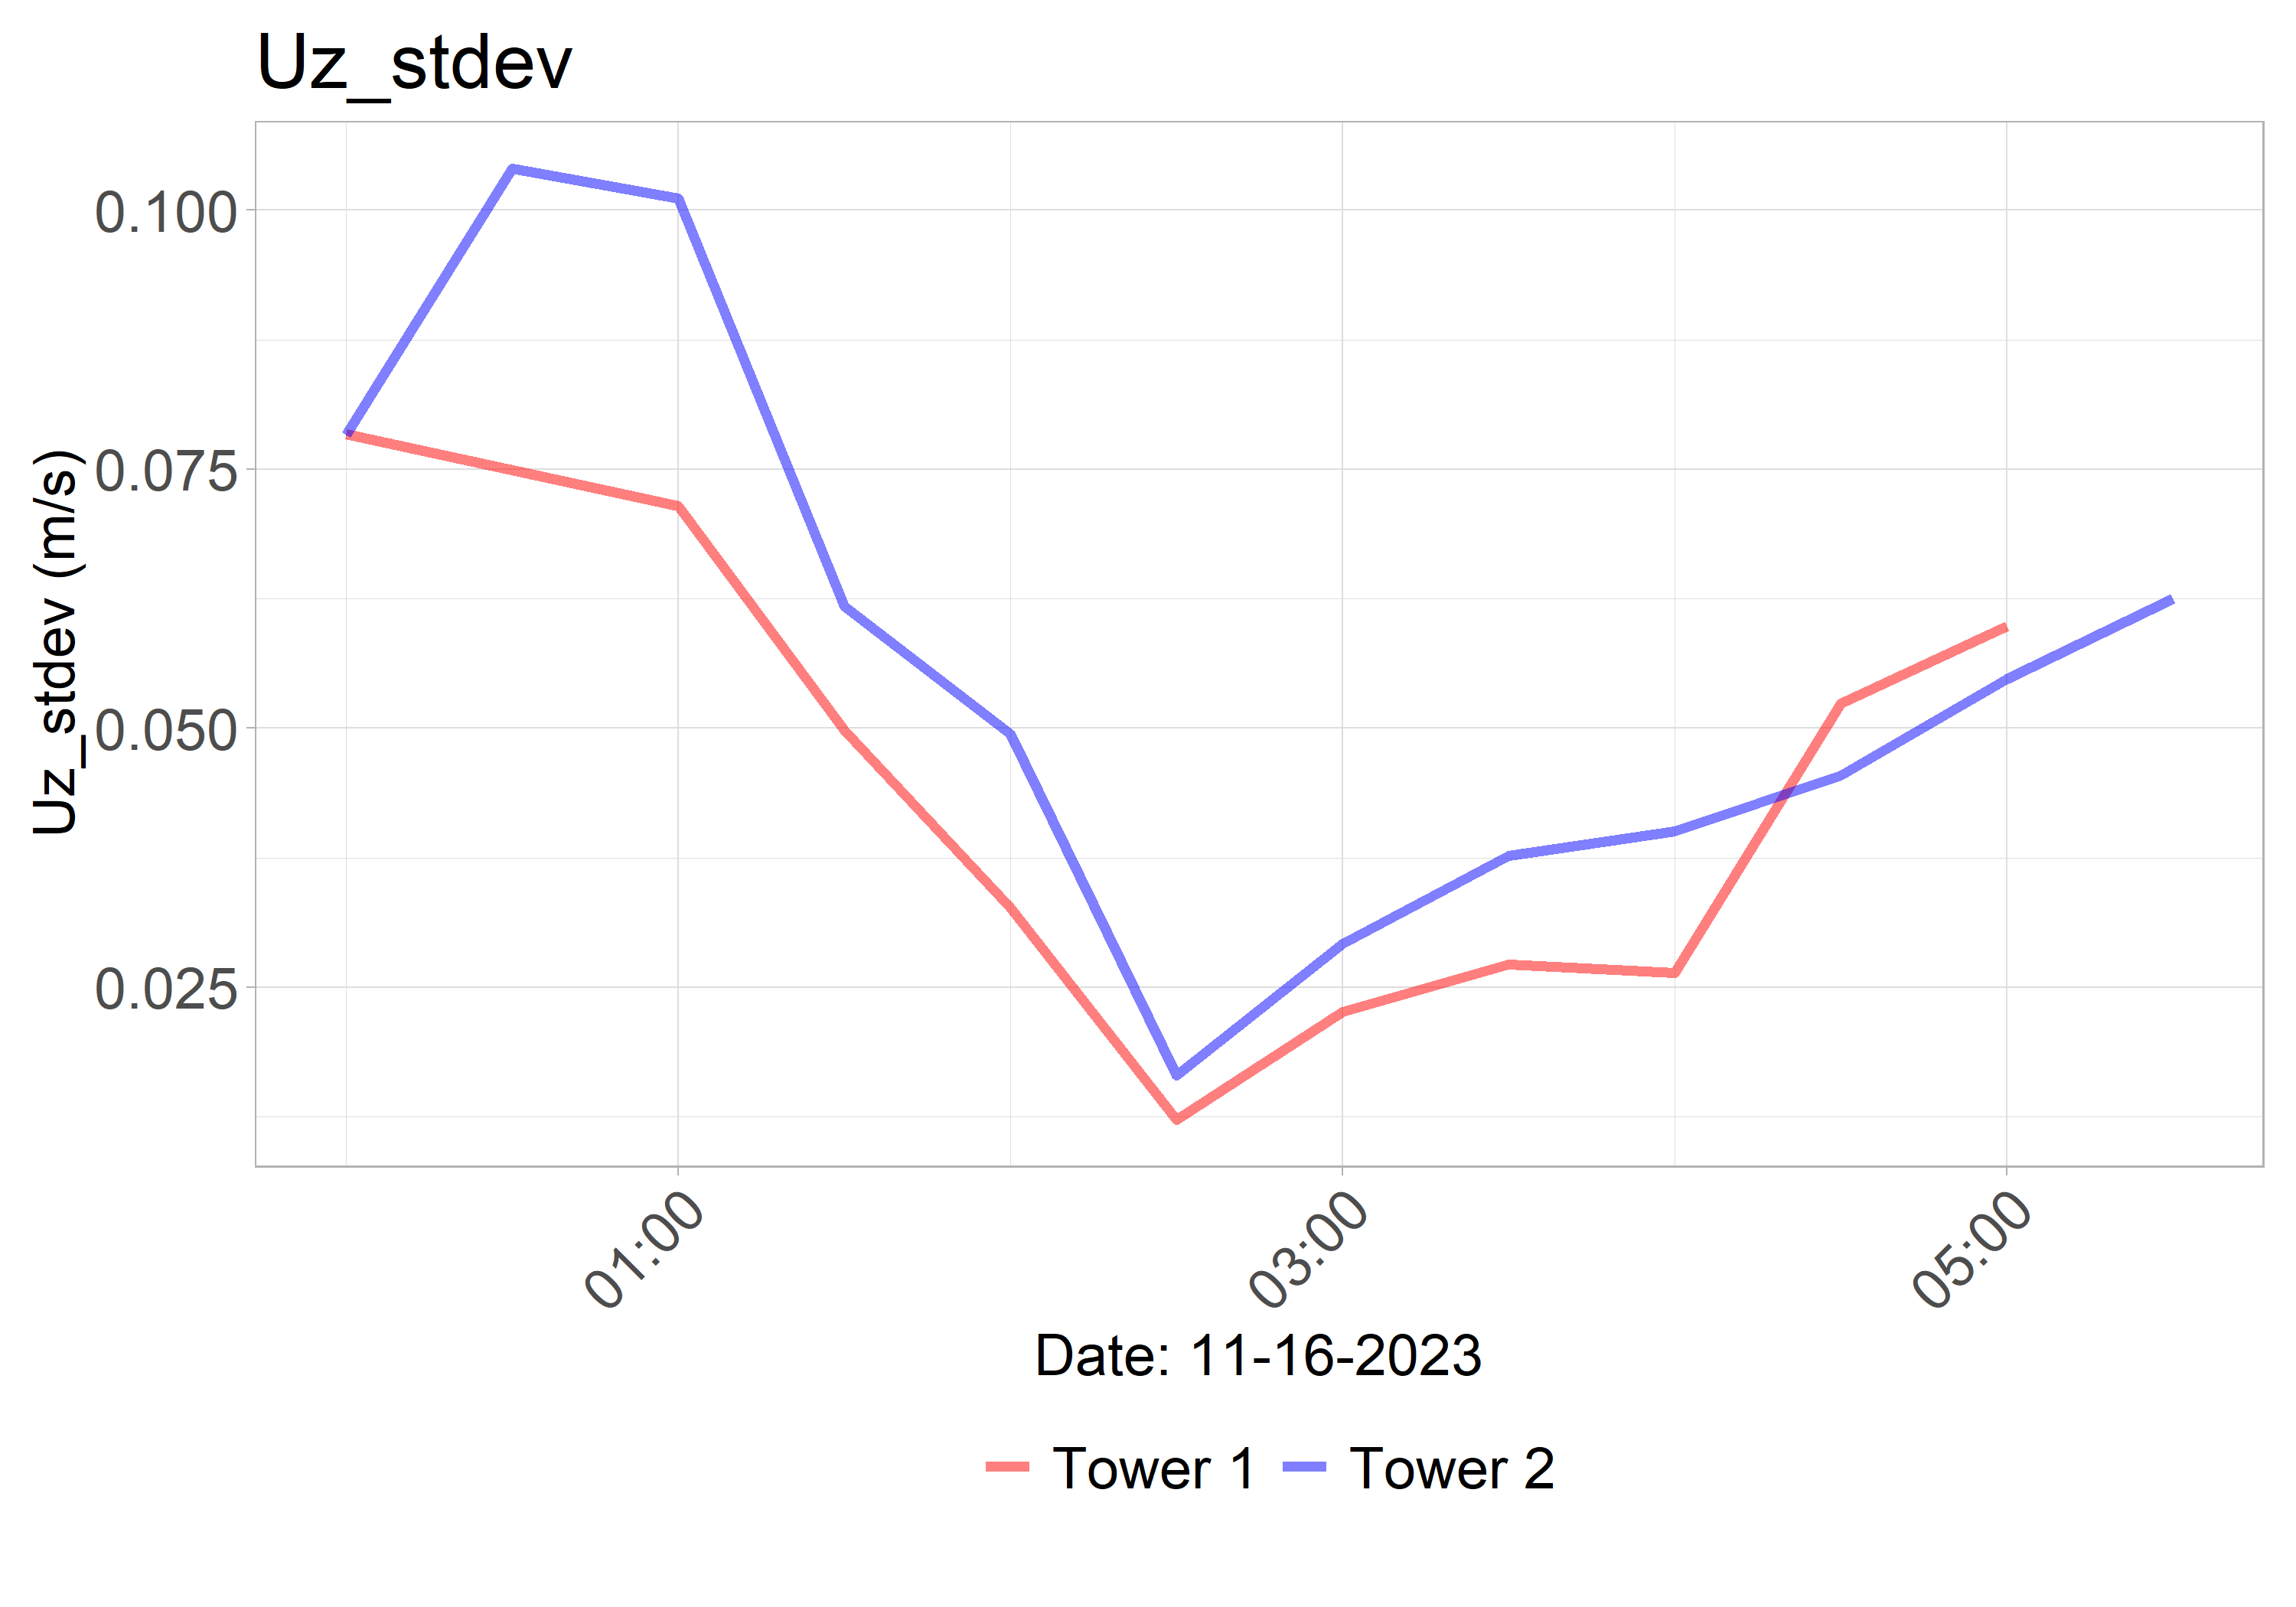 Uz_stdev
Uz_stdev (m/s)
0.100
0.075
0.050
0.025
01:00
03:00
05:00
Date: 11-16-2023
Tower 1
Tower 2